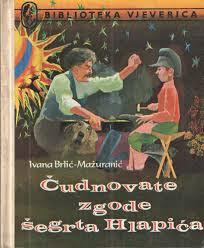 BIBLIOTEKA VJEVERICA
Ivana Brlić-Mažuranić
Čudnovate
zgode
šegrta Hlapića